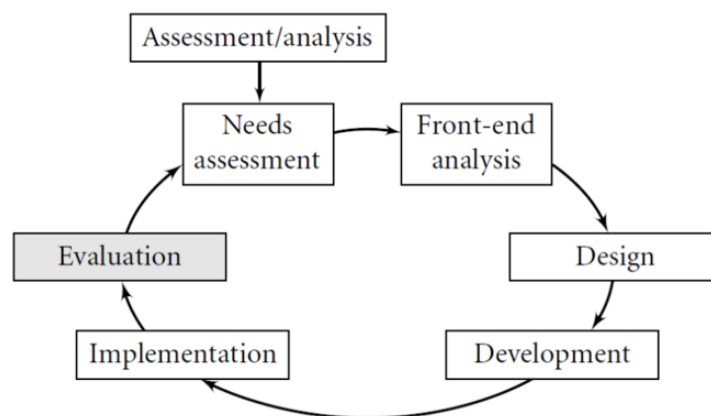 Assessment/analysis
Needs
assessment
Front-end
analysis
Evaluation
Design
Implementation
Development